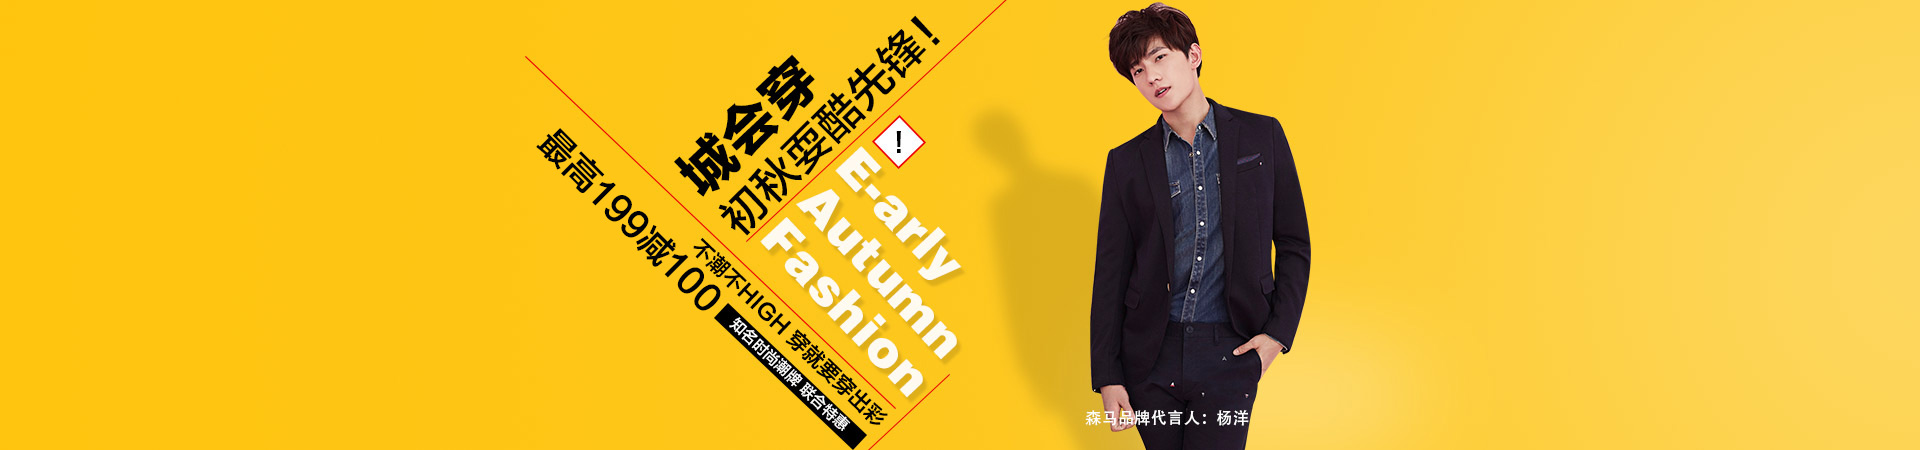 城会穿
初秋耍酷先锋!
!
E-arly
Autumn
Fashion
最高199减100
不潮不HIGH 穿就要穿出彩
知名时尚潮牌 联合特惠
森马品牌代言人：杨洋